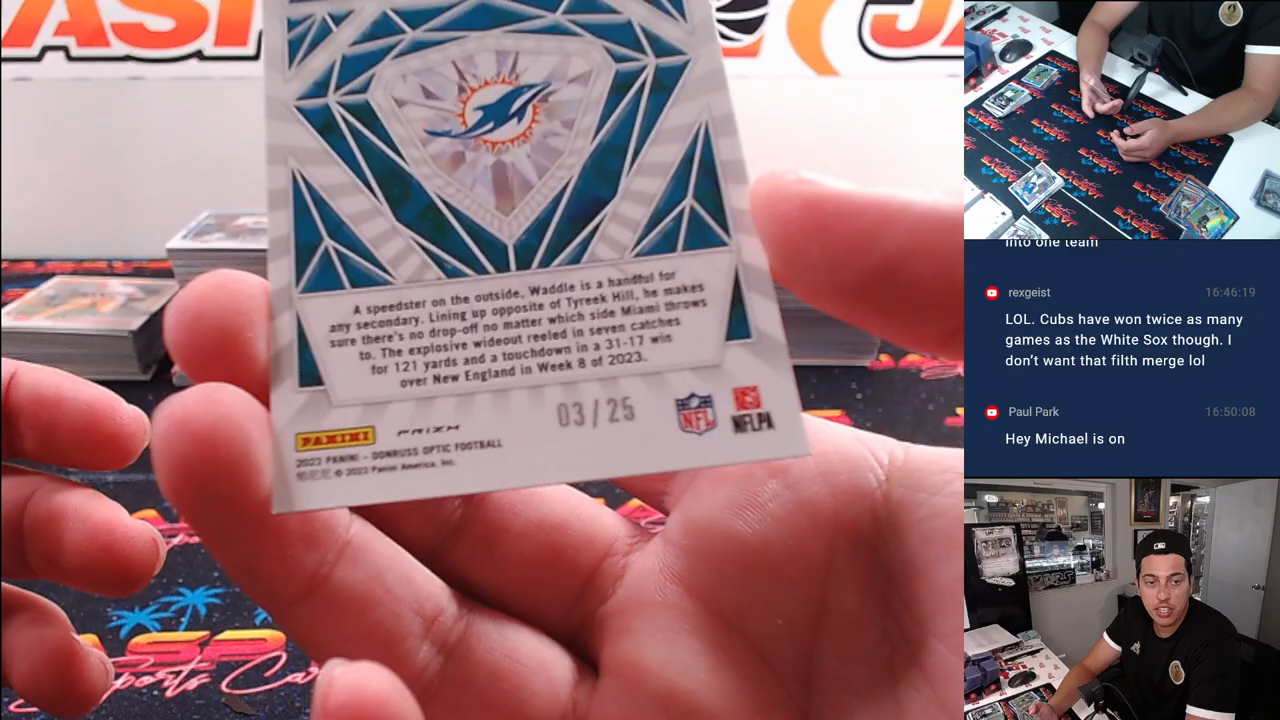 A speedster on the outside, Waddle is a handful for
any secondary. Lining up opposite of Tyreek Hill, he makes
sure there's no drop-off no matter which side Miami throws
to. The explosive wideout reeled in seven catches
for 121 yards and a touchdown in a 31-17 win
over New England in Week 8 of 2023.
03/25
PANINI
PRIZM
NFL
NFLPA
2023 PANINI – DONRUSS OPTIC FOOTBALL
© 2023 Panini America, Inc.
ASP
Sports Car
into one team
rexgeist 16:46:19
LOL. Cubs have won twice as many
games as the White Sox though. I
don't want that filth merge lol
Paul Park 16:50:08
Hey Michael is on